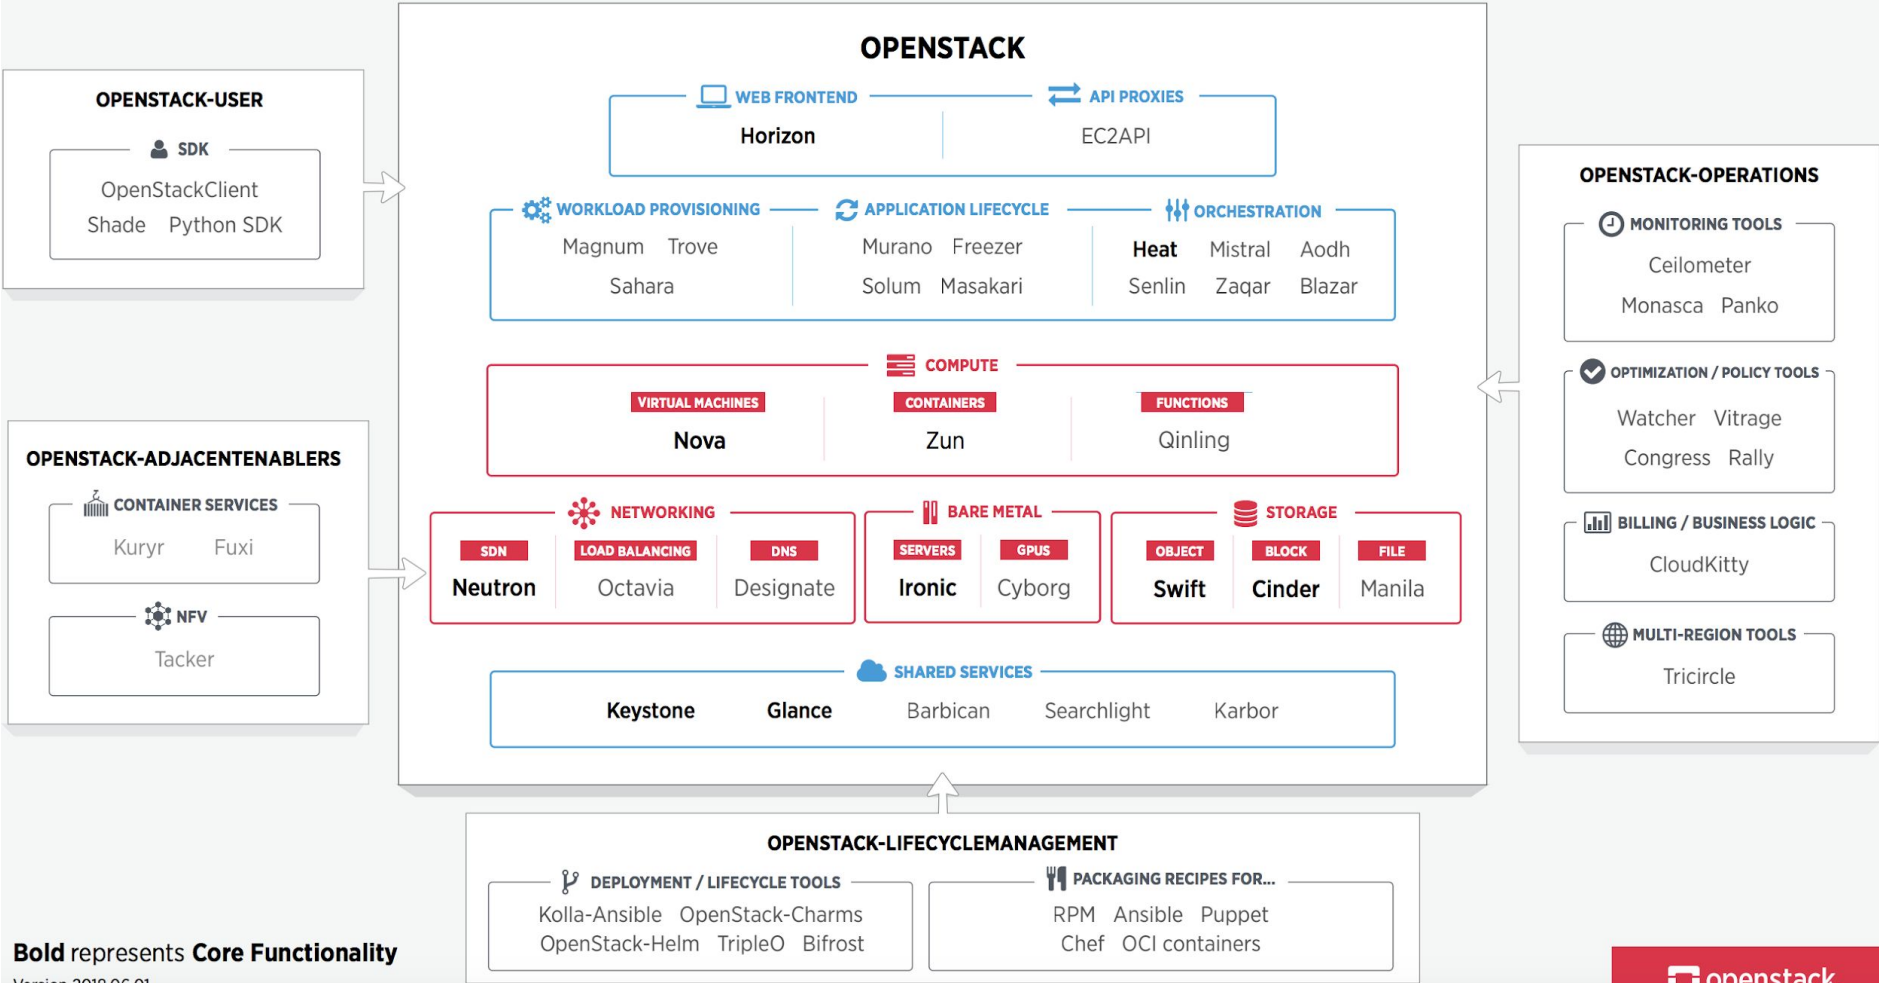 OPENSTACK
WEB FRONTEND
API PROXIES
Horizon
EC2API
WORKLOAD PROVISIONING
APPLICATION LIFECYCLE
ORCHESTRATION
Magnum Trove
Sahara
Murano Freezer
Solum Masakari
Heat Mistral Aodh
Senlin Zaqar Blazar
COMPUTE
VIRTUAL MACHINES
Nova
CONTAINERS
Zun
FUNCTIONS
Qinling
NETWORKING
SDN
Neutron
LOAD BALANCING
Octavia
DNS
Designate
BARE METAL
SERVERS
Ironic
GPUS
Cyborg
STORAGE
OBJECT
Swift
BLOCK
Cinder
FILE
Manila
SHARED SERVICES
Keystone Glance Barbican Searchlight Karbor
OPENSTACK-USER
SDK
OpenStackClient
Shade Python SDK
OPENSTACK-ADJACENTENABLERS
CONTAINER SERVICES
Kuryr Fuxi
NFV
Tacker
OPENSTACK-OPERATIONS
MONITORING TOOLS
Ceilometer
Monasca Panko
OPTIMIZATION / POLICY TOOLS
Watcher Vitrage
Congress Rally
BILLING / BUSINESS LOGIC
CloudKitty
MULTI-REGION TOOLS
Tricircle
OPENSTACK-LIFECYCLEMANAGEMENT
DEPLOYMENT / LIFECYCLE TOOLS
Kolla-Ansible OpenStack-Charms
OpenStack-Helm TripleO Bifrost
PACKAGING RECIPES FOR...
RPM Ansible Puppet
Chef OCI containers
Bold represents Core Functionality
Version 2018.06.01
openstack